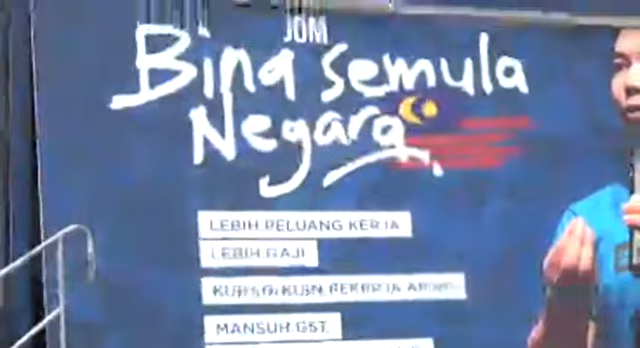 JOM
Bina semula
Negara
LEBIH PELUANG KERJA
LEBIH GAJI
MANSUH GST